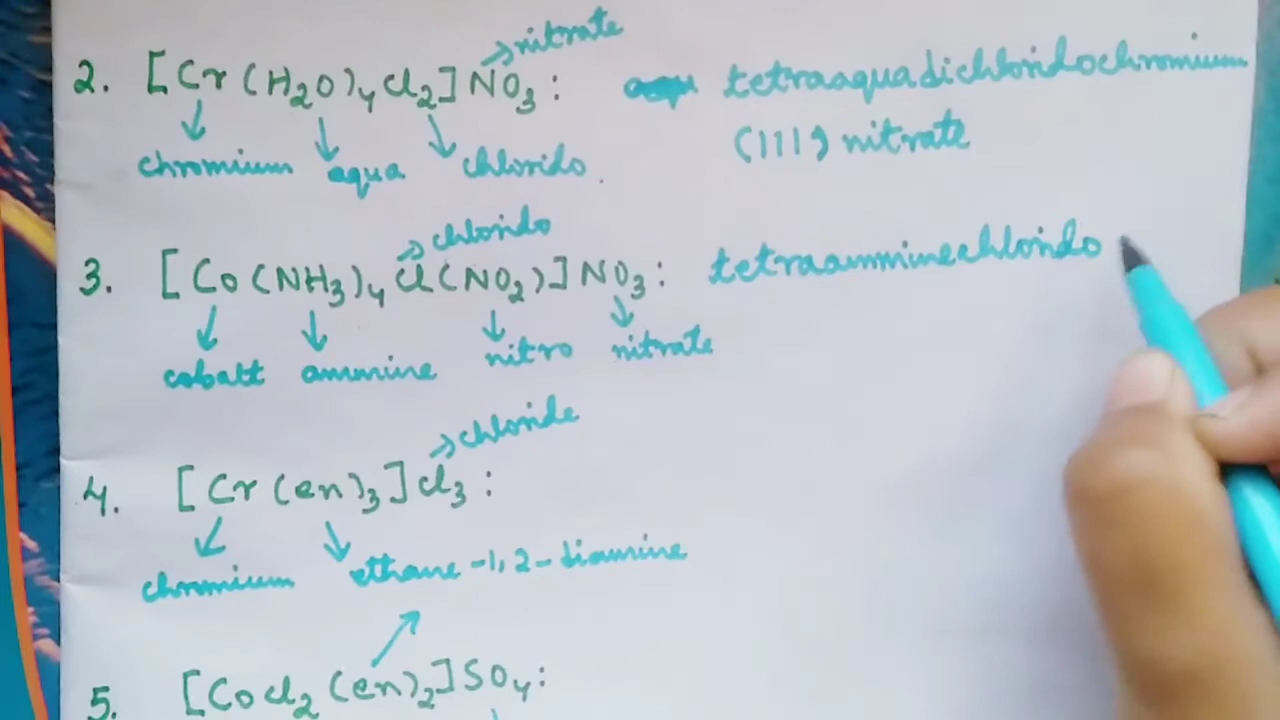 nitrate
2. [Cr(H2O)4Cl2]NO3: tetraaquadichloridochromium
(III) nitrate
chromium aqua chlorido
chlorido
3. [Co(NH3)4Cl(NO2)]NO3: tetraamminechlorido
cobalt ammine nitro nitrate
chloride
4. [Cr(en)3]Cl3:
chromium ethane-1,2-diamine
5. [CoCl2(en)2]SO4: